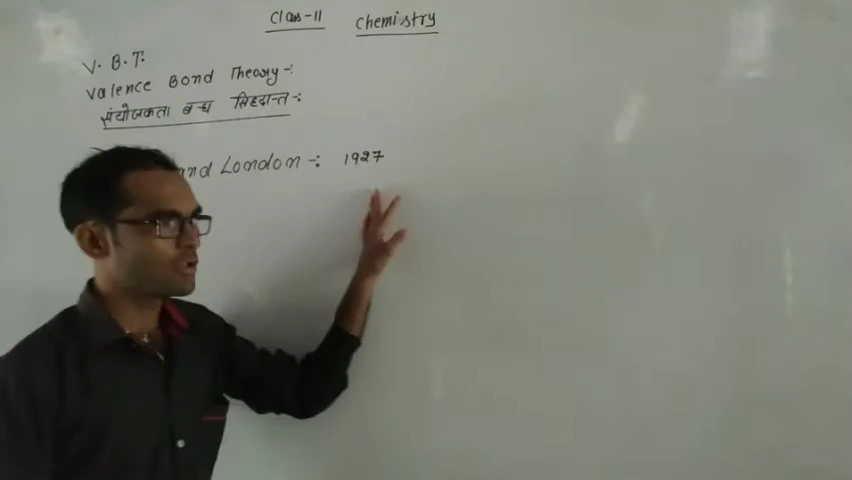 Class-11 Chemistry
V. B. T:
Valence Bond Theory-:
संयोजकता बन्ध सिद्धान्त-:
and London -: 1927